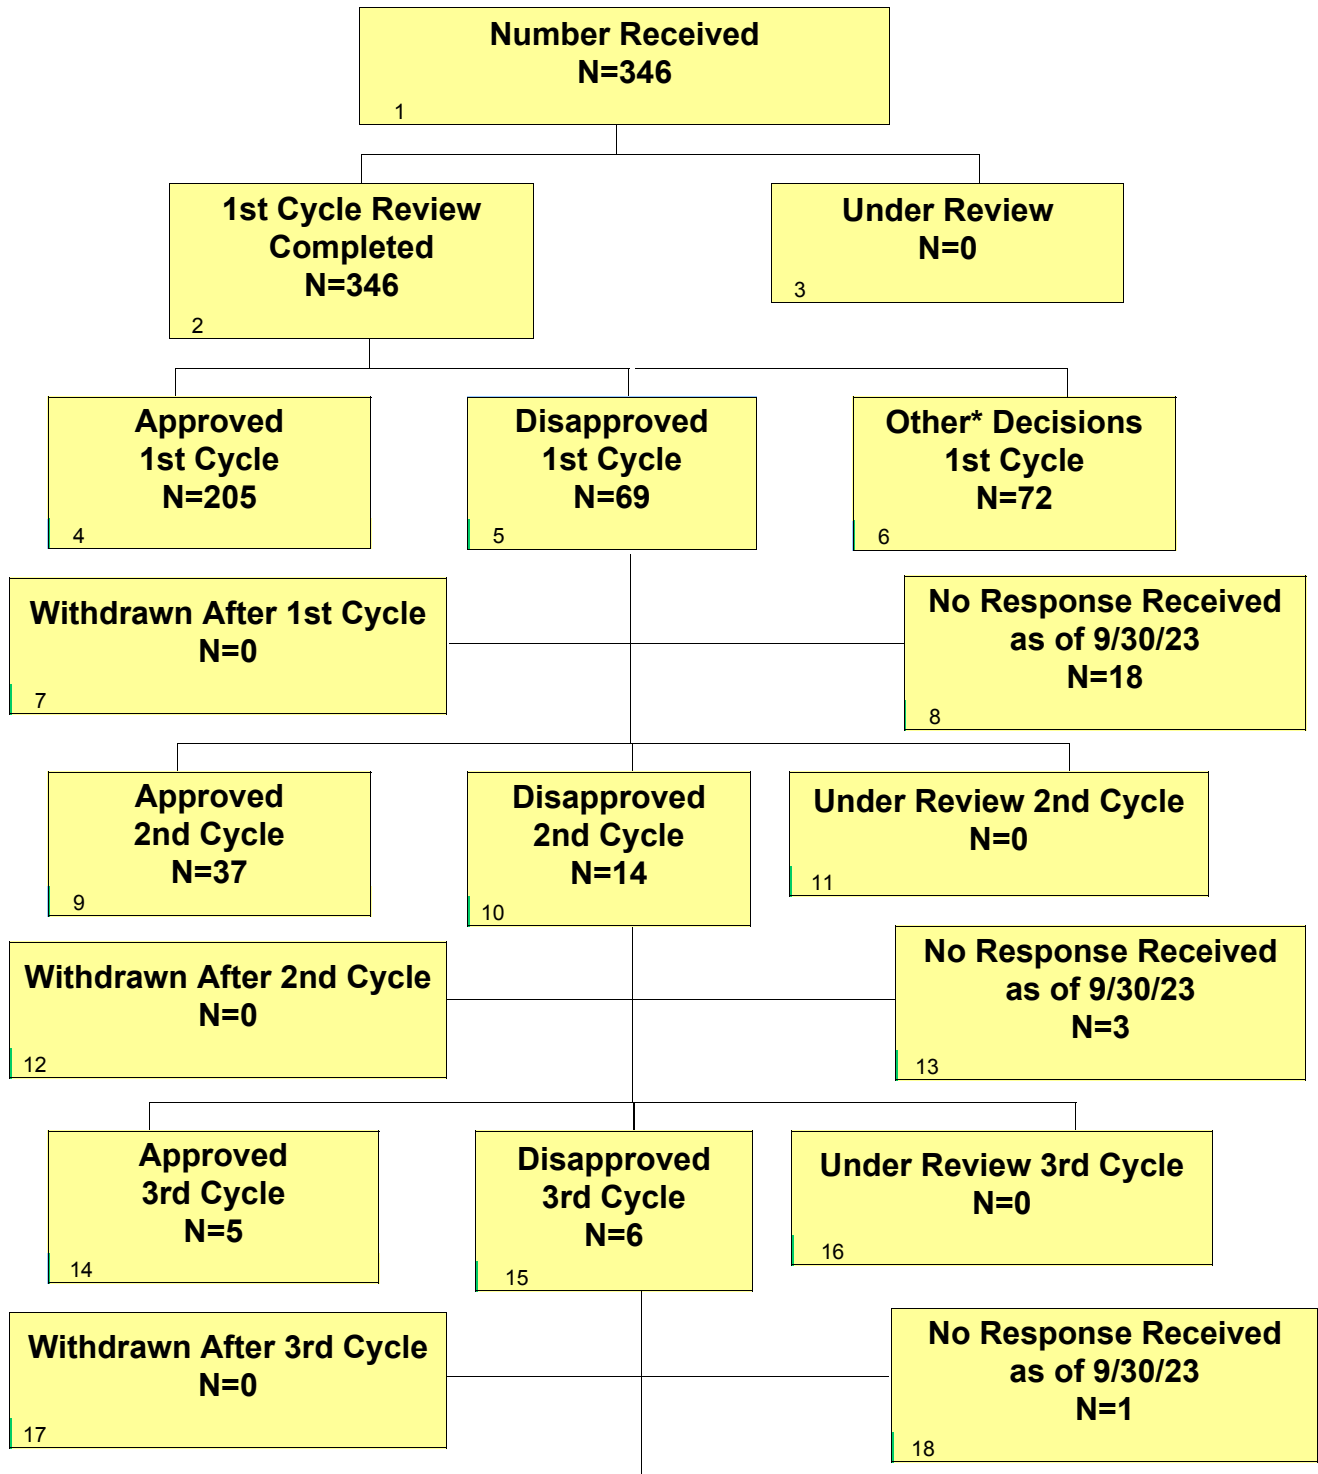 Number Received
N=346
1
1st Cycle Review
Completed
N=346
2
Under Review
N=0
3
Approved
1st Cycle
N=205
4
Disapproved
1st Cycle
N=69
5
Other* Decisions
1st Cycle
N=72
6
Withdrawn After 1st Cycle
N=0
7
No Response Received
as of 9/30/23
N=18
8
Approved
2nd Cycle
N=37
9
Disapproved
2nd Cycle
N=14
10
Under Review 2nd Cycle
N=0
11
Withdrawn After 2nd Cycle
N=0
12
No Response Received
as of 9/30/23
N=3
13
Approved
3rd Cycle
N=5
14
Disapproved
3rd Cycle
N=6
15
Under Review 3rd Cycle
N=0
16
Withdrawn After 3rd Cycle
N=0
17
No Response Received
as of 9/30/23
N=1
18